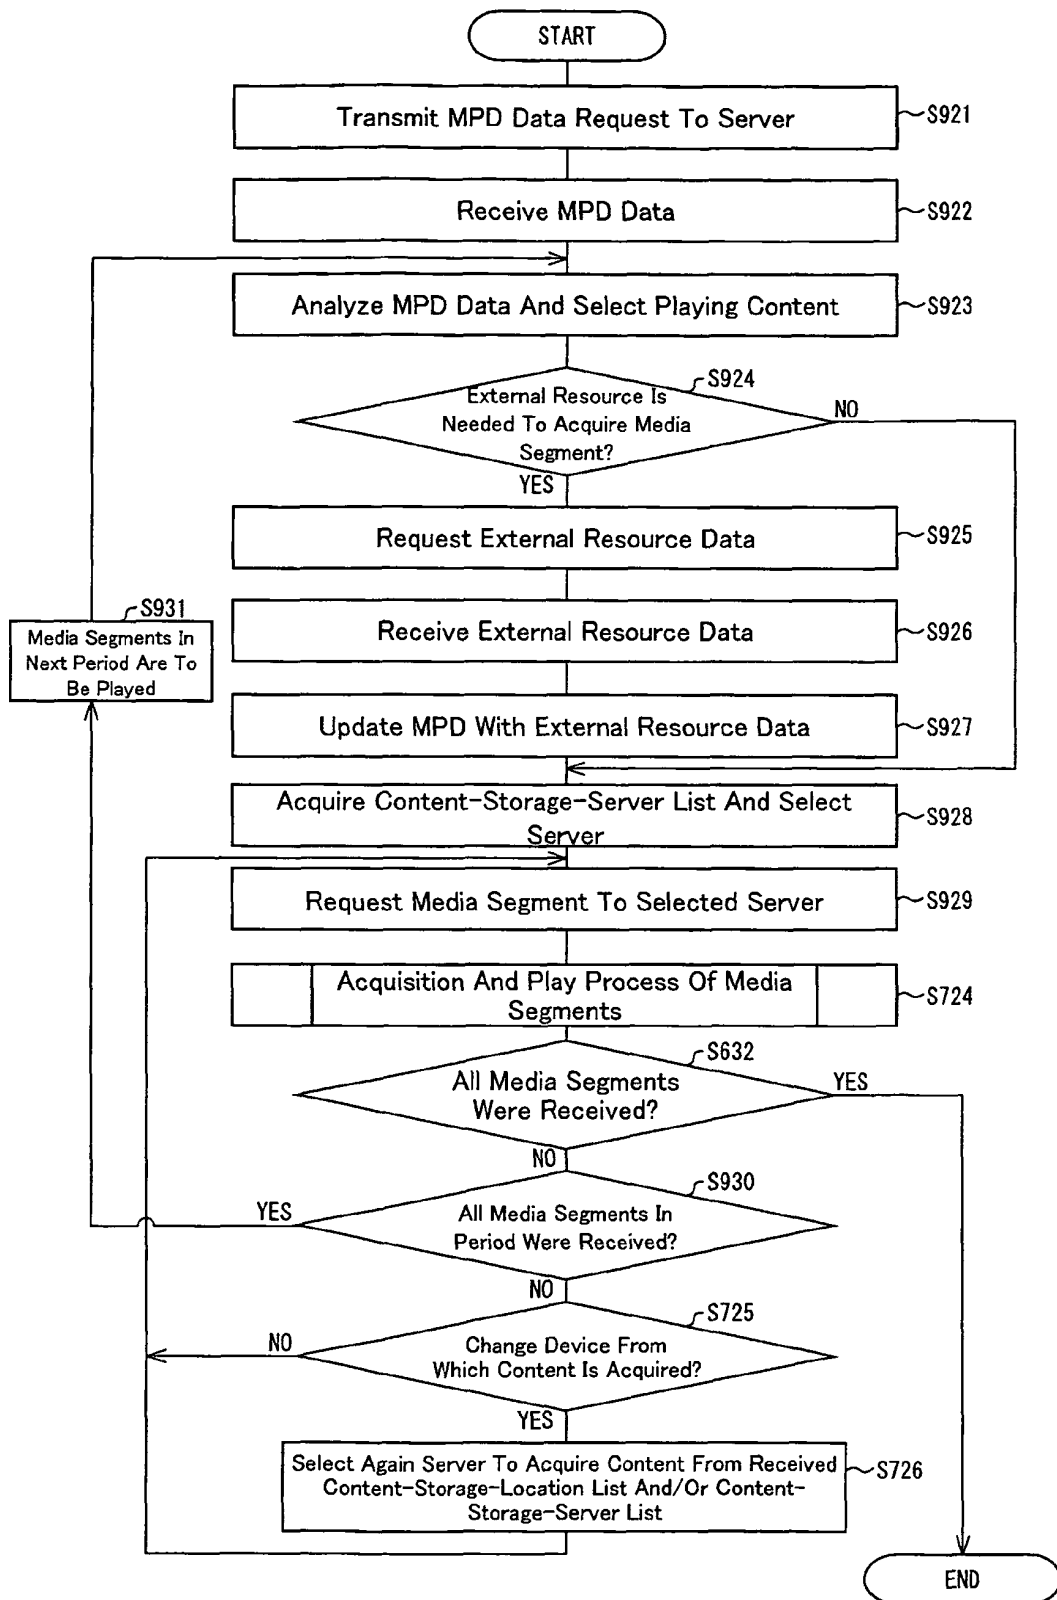 START
Transmit MPD Data Request To Server
S921
Receive MPD Data
S922
Analyze MPD Data And Select Playing Content
S923
S924
External Resource Is
Needed To Acquire Media
Segment?
NO
YES
Request External Resource Data
S925
S931
Media Segments In
Next Period Are To
Be Played
Receive External Resource Data
S926
Update MPD With External Resource Data
S927
Acquire Content-Storage-Server List And Select
Server
S928
Request Media Segment To Selected Server
S929
Acquisition And Play Process Of Media
Segments
S724
S632
All Media Segments
Were Received?
YES
NO
S930
YES
All Media Segments In
Period Were Received?
NO
S725
NO
Change Device From
Which Content Is Acquired?
YES
Select Again Server To Acquire Content From Received
Content-Storage-Location List And/Or Content-
Storage-Server List
S726
END